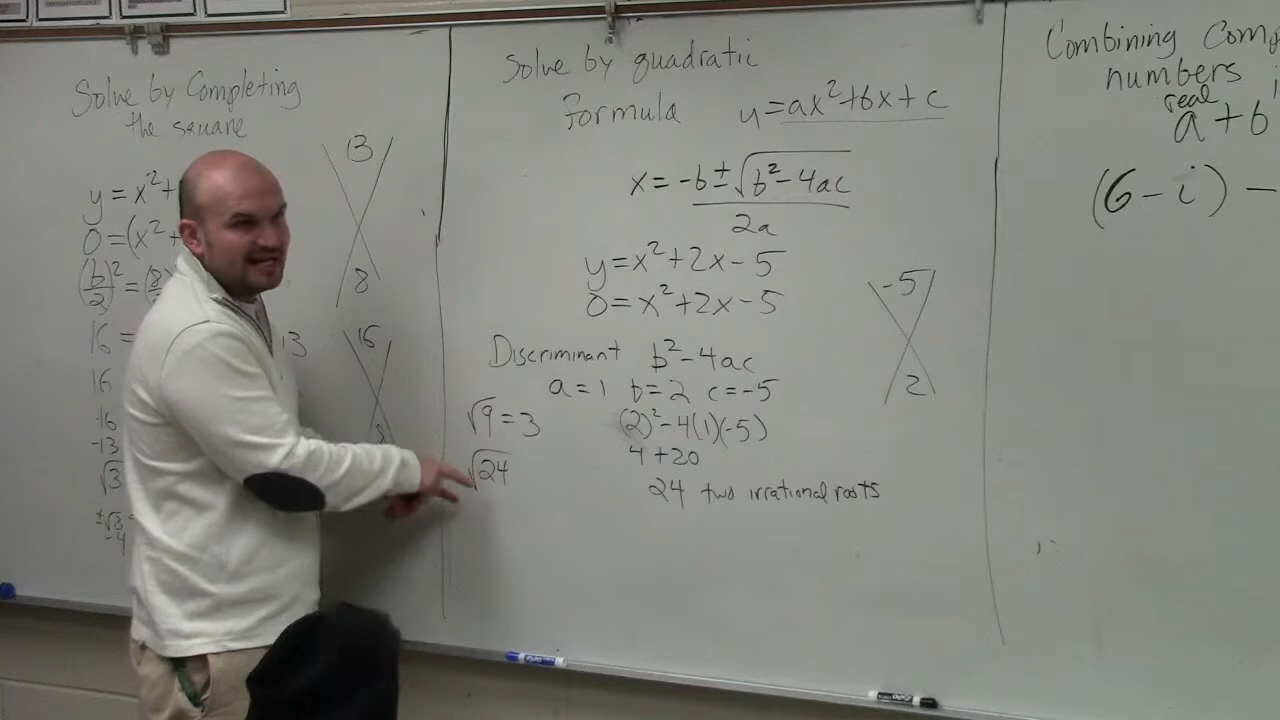 Solve by Completing
the square
y = x² +
0 = (x² +
(b/2)² = (8/
16 =
13
16
-13
√3
-4
13
8
16
8
Solve by quadratic
formula y = ax² + bx + c
x = -b ± √b² - 4ac
2a
y = x² + 2x - 5
0 = x² + 2x - 5
Discriminant b² - 4ac
a = 1 b = 2 c = -5
√9 = 3 (2)² - 4(1)(-5)
√24 4 + 20
24 two irrational roots
-5
2
Combining
numbers
real
a + b
(6 - i) -